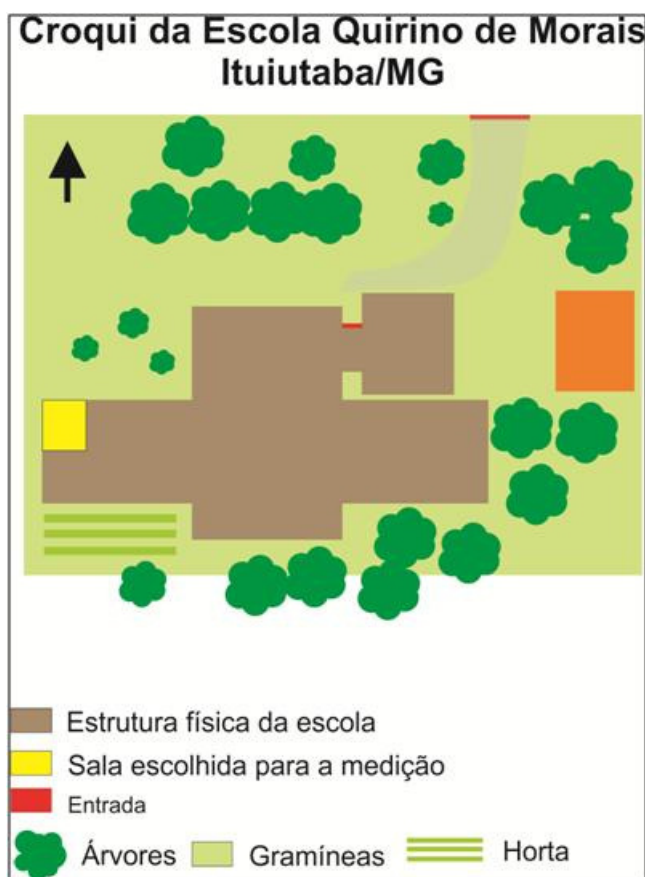 Croqui da Escola Quirino de Morais
Ituiutaba/MG
Estrutura física da escola
Sala escolhida para a medição
Entrada
Árvores
Gramíneas
Horta